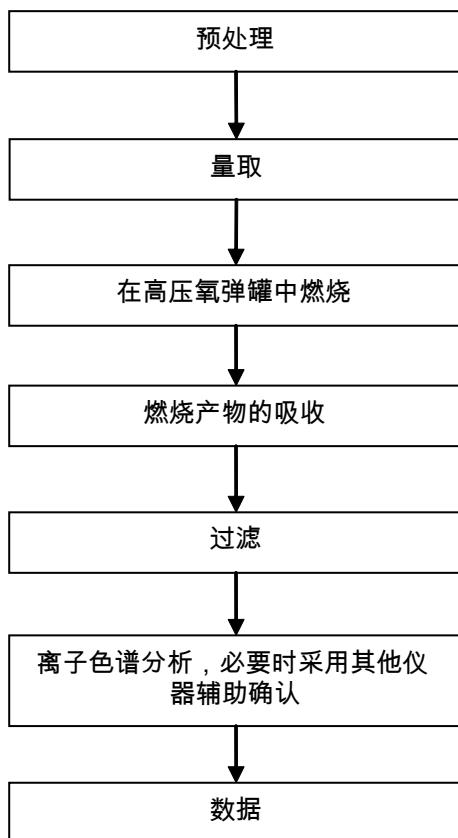 预处理
量取
在高压氧弹罐中燃烧
燃烧产物的吸收
过滤
离子色谱分析，必要时采用其他仪
器辅助确认
数据